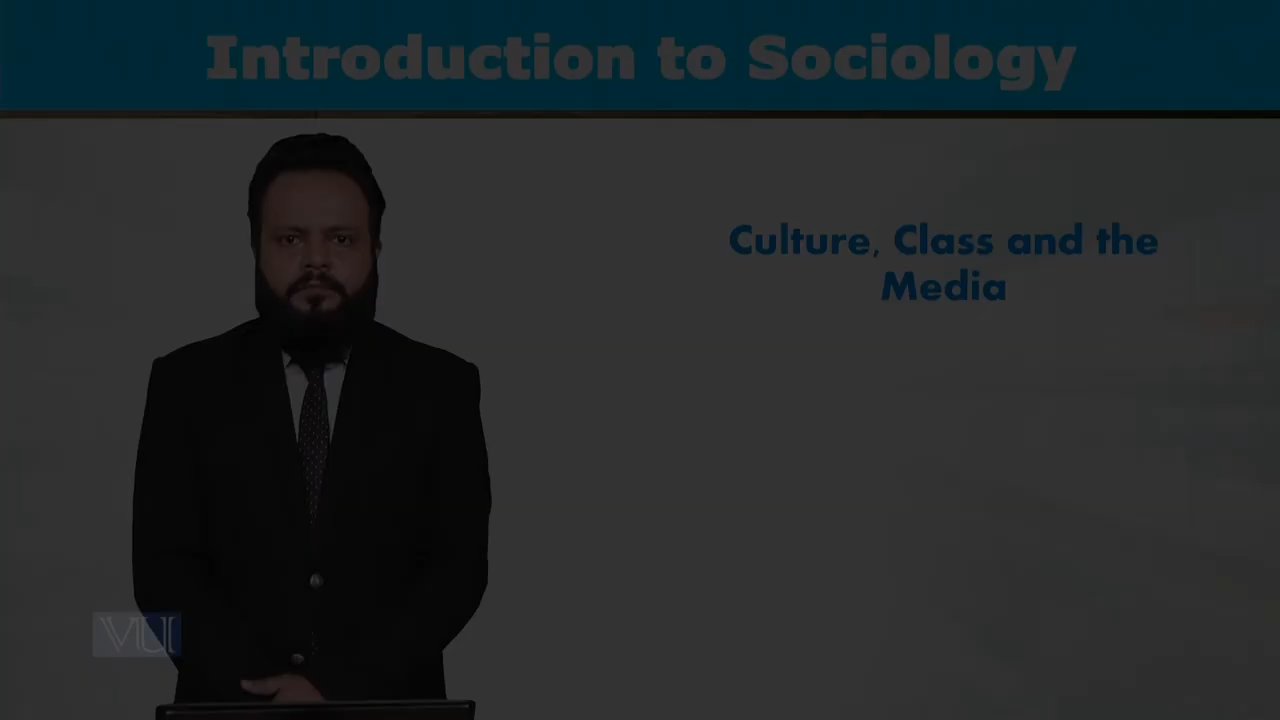 Introduction to Sociology
Culture, Class and the
Media
VU